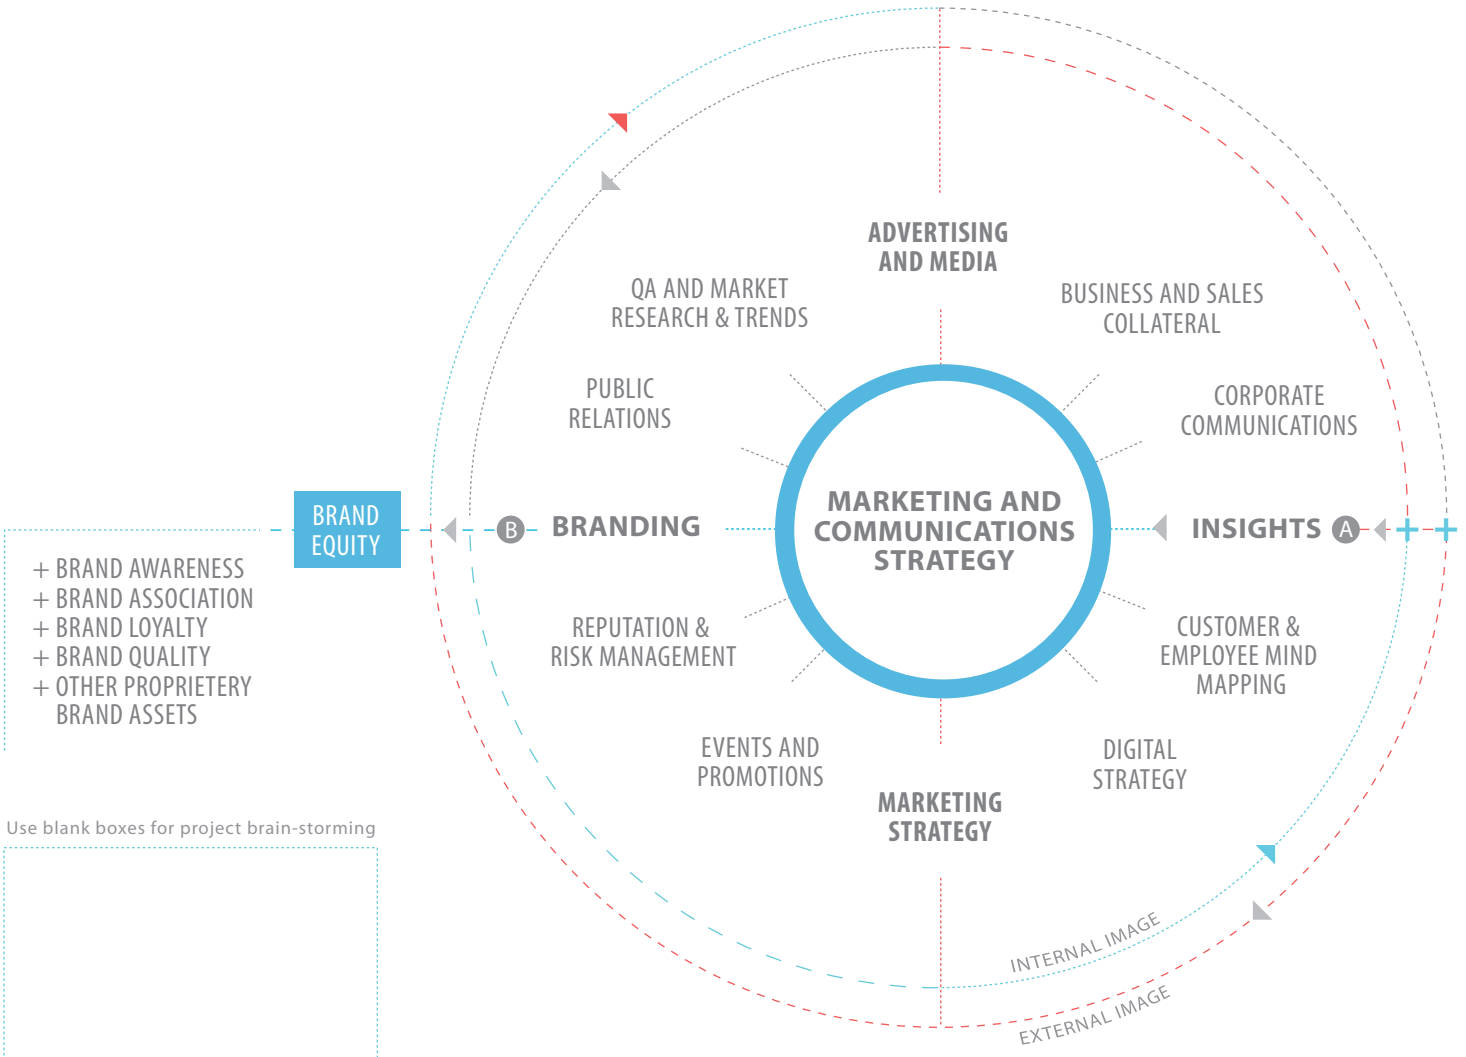 ADVERTISING
AND MEDIA
QA AND MARKET
RESEARCH & TRENDS
BUSINESS AND SALES
COLLATERAL
PUBLIC
RELATIONS
CORPORATE
COMMUNICATIONS
BRAND
EQUITY
B
BRANDING
MARKETING AND
COMMUNICATIONS
STRATEGY
INSIGHTS
A
+ BRAND AWARENESS
+ BRAND ASSOCIATION
+ BRAND LOYALTY
+ BRAND QUALITY
+ OTHER PROPRIETERY
BRAND ASSETS
REPUTATION &
RISK MANAGEMENT
CUSTOMER &
EMPLOYEE MIND
MAPPING
EVENTS AND
PROMOTIONS
DIGITAL
STRATEGY
MARKETING
STRATEGY
Use blank boxes for project brain-storming
INTERNAL IMAGE
EXTERNAL IMAGE